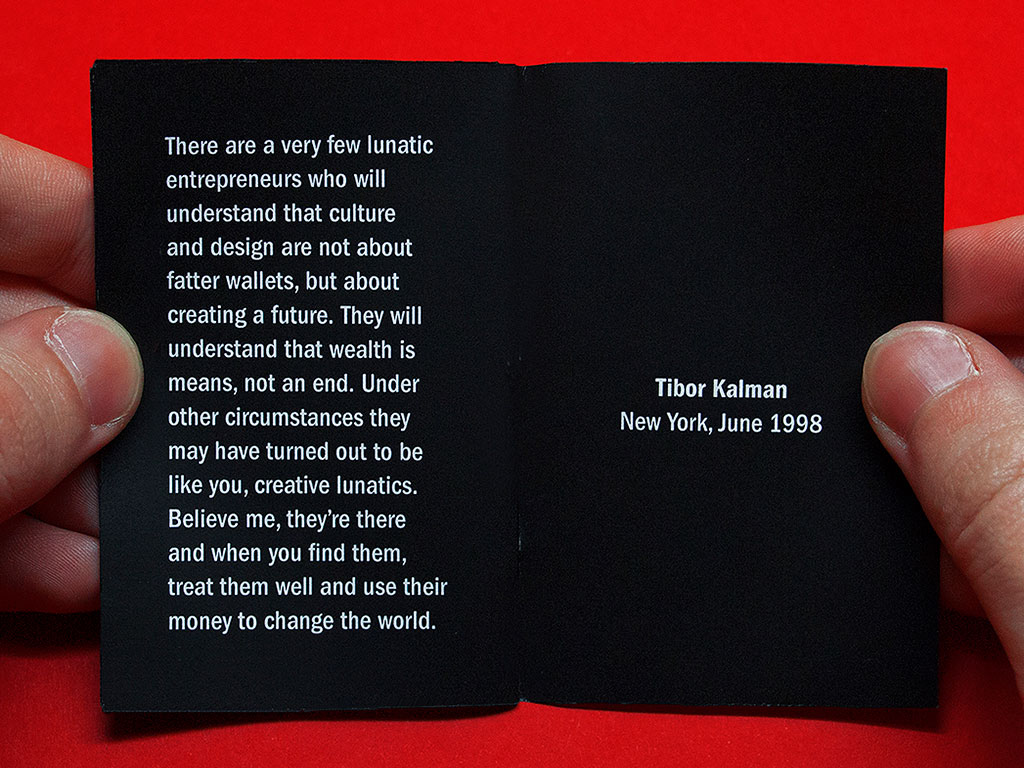 There are a very few lunatic
entrepreneurs who will
understand that culture
and design are not about
fatter wallets, but about
creating a future. They will
understand that wealth is
means, not an end. Under
other circumstances they
may have turned out to be
like you, creative lunatics.
Believe me, they’re there
and when you find them,
treat them well and use their
money to change the world.
Tibor Kalman
New York, June 1998